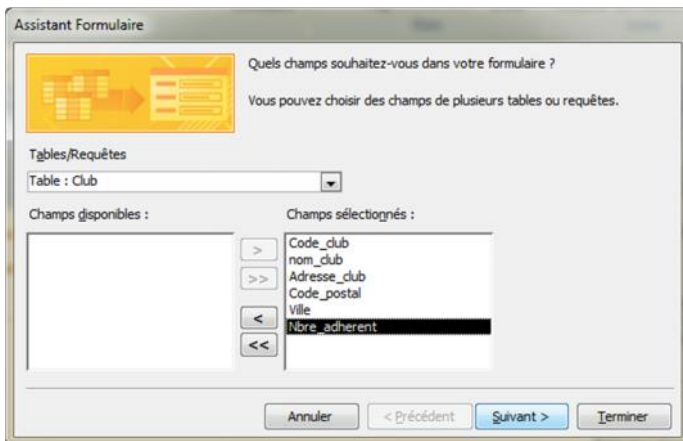 Assistant Formulaire
Quels champs souhaitez-vous dans votre formulaire ?
Vous pouvez choisir des champs de plusieurs tables ou requêtes.
Tables/Requêtes
Table : Club
Champs disponibles :
Champs sélectionnés :
>
>>
<
<<
Code_club
nom_club
Adresse_club
Code_postal
Ville
Nbre_adherent
Annuler
< Précédent
Suivant >
Terminer